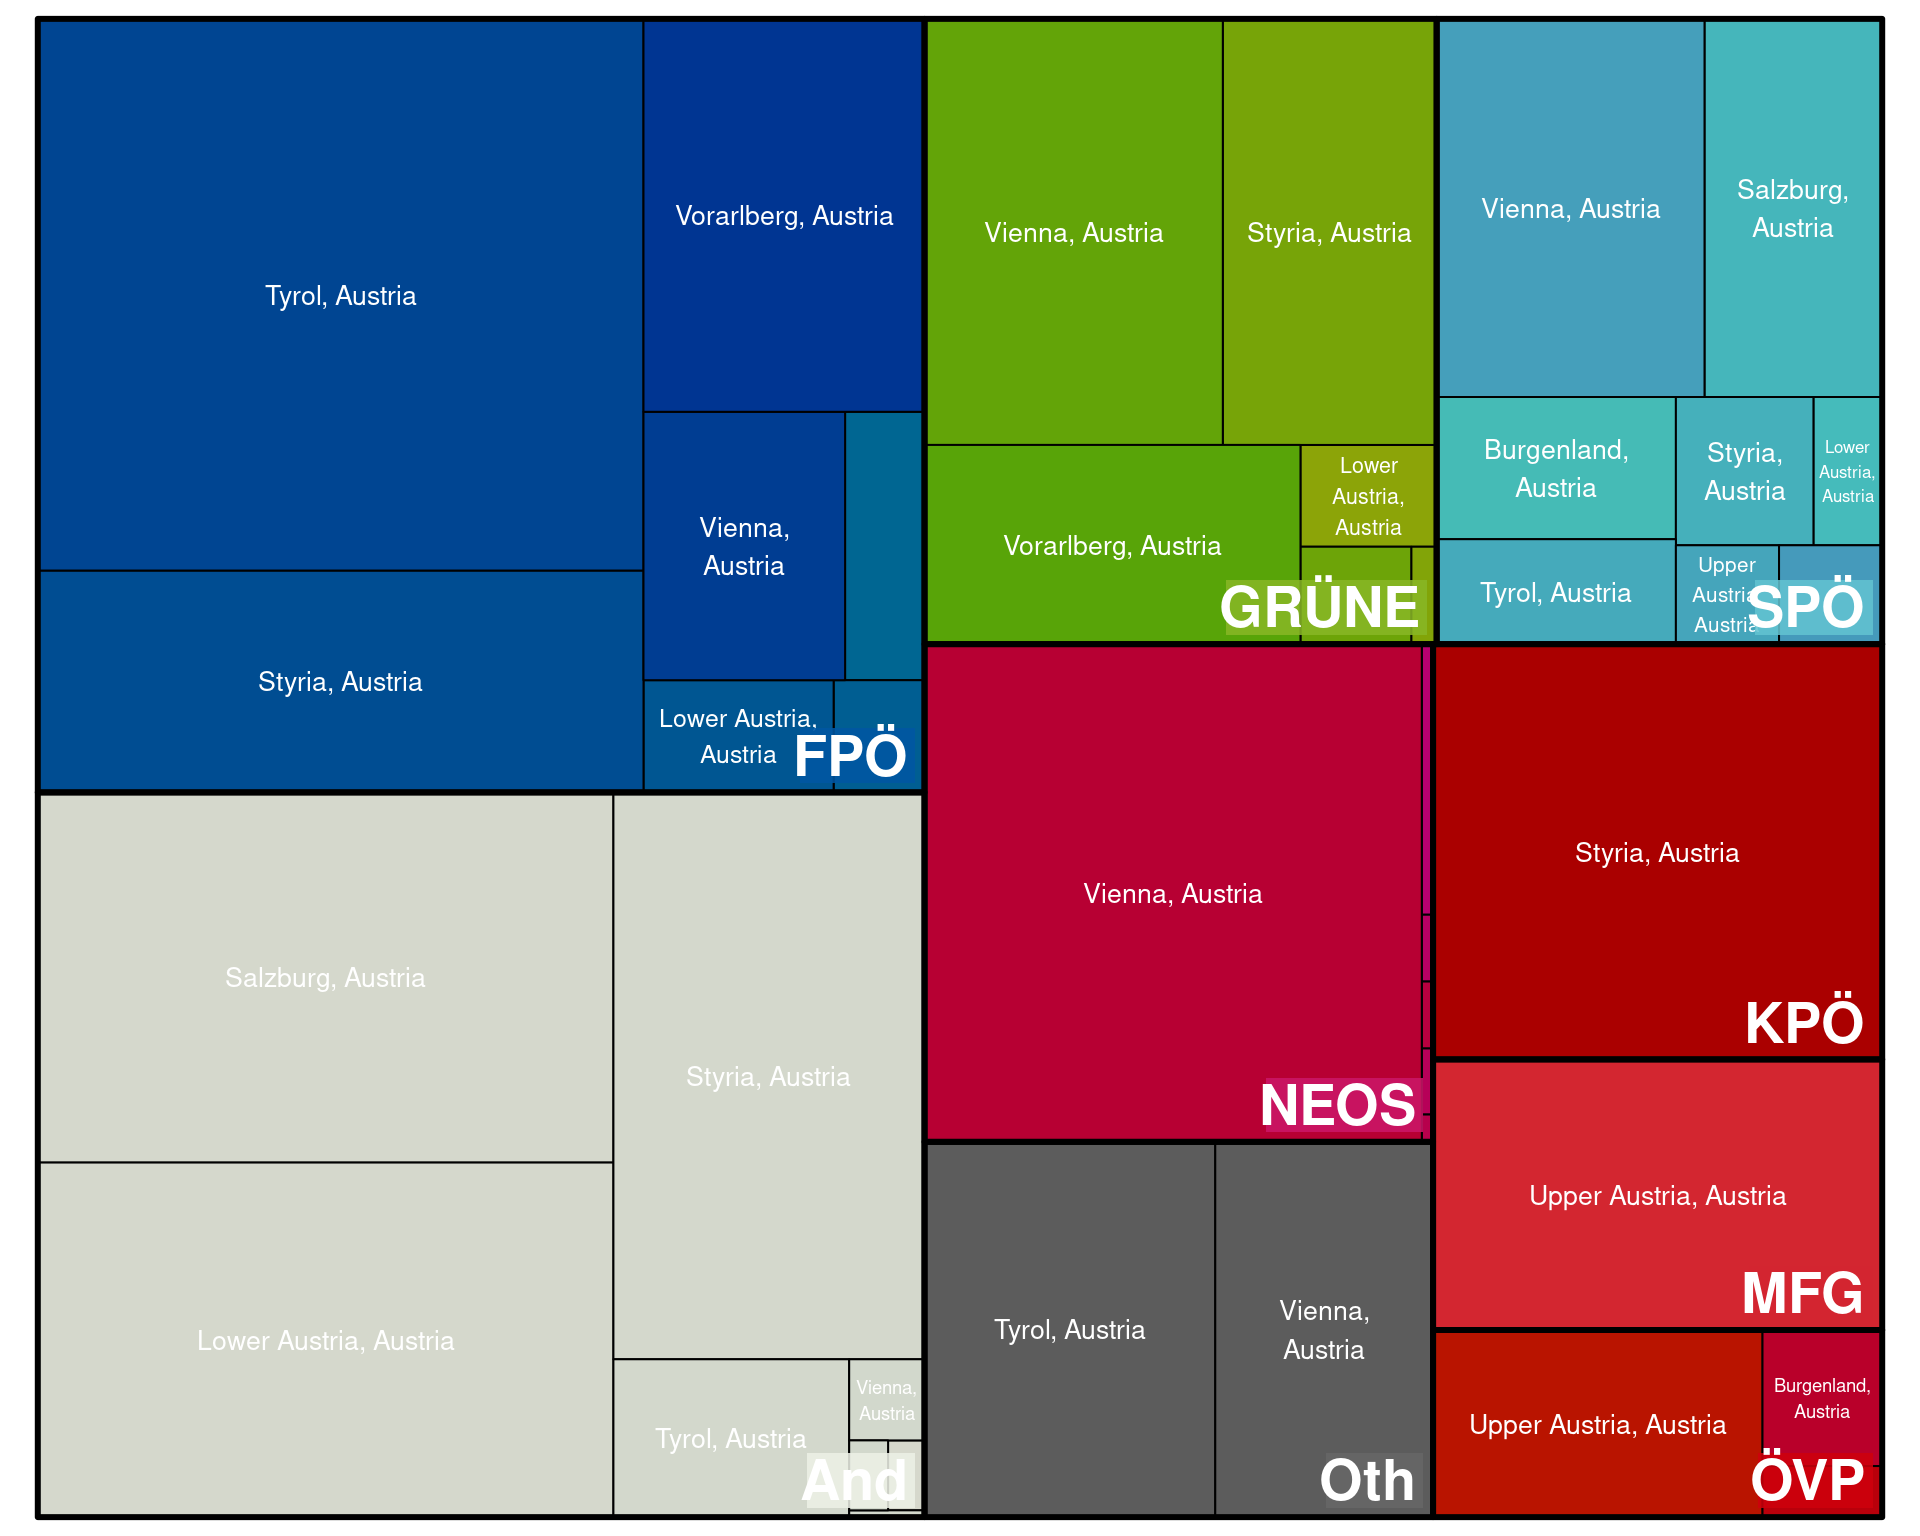 Tyrol, Austria
Vorarlberg, Austria
Vienna,
Austria
Styria, Austria
Lower Austria,
Austria
FPÖ
Salzburg, Austria
Styria, Austria
Lower Austria, Austria
Tyrol, Austria
Vienna,
Austria
And
Vienna, Austria
Styria, Austria
Vorarlberg, Austria
Lower
Austria,
Austria
GRÜNE
Vienna, Austria
Salzburg,
Austria
Burgenland,
Austria
Styria,
Austria
Lower
Austria,
Austria
Tyrol, Austria
Upper
Austria,
Austria
SPÖ
Vienna, Austria
NEOS
Styria, Austria
KPÖ
Upper Austria, Austria
MFG
Tyrol, Austria
Vienna,
Austria
Oth
Upper Austria, Austria
Burgenland,
Austria
ÖVP